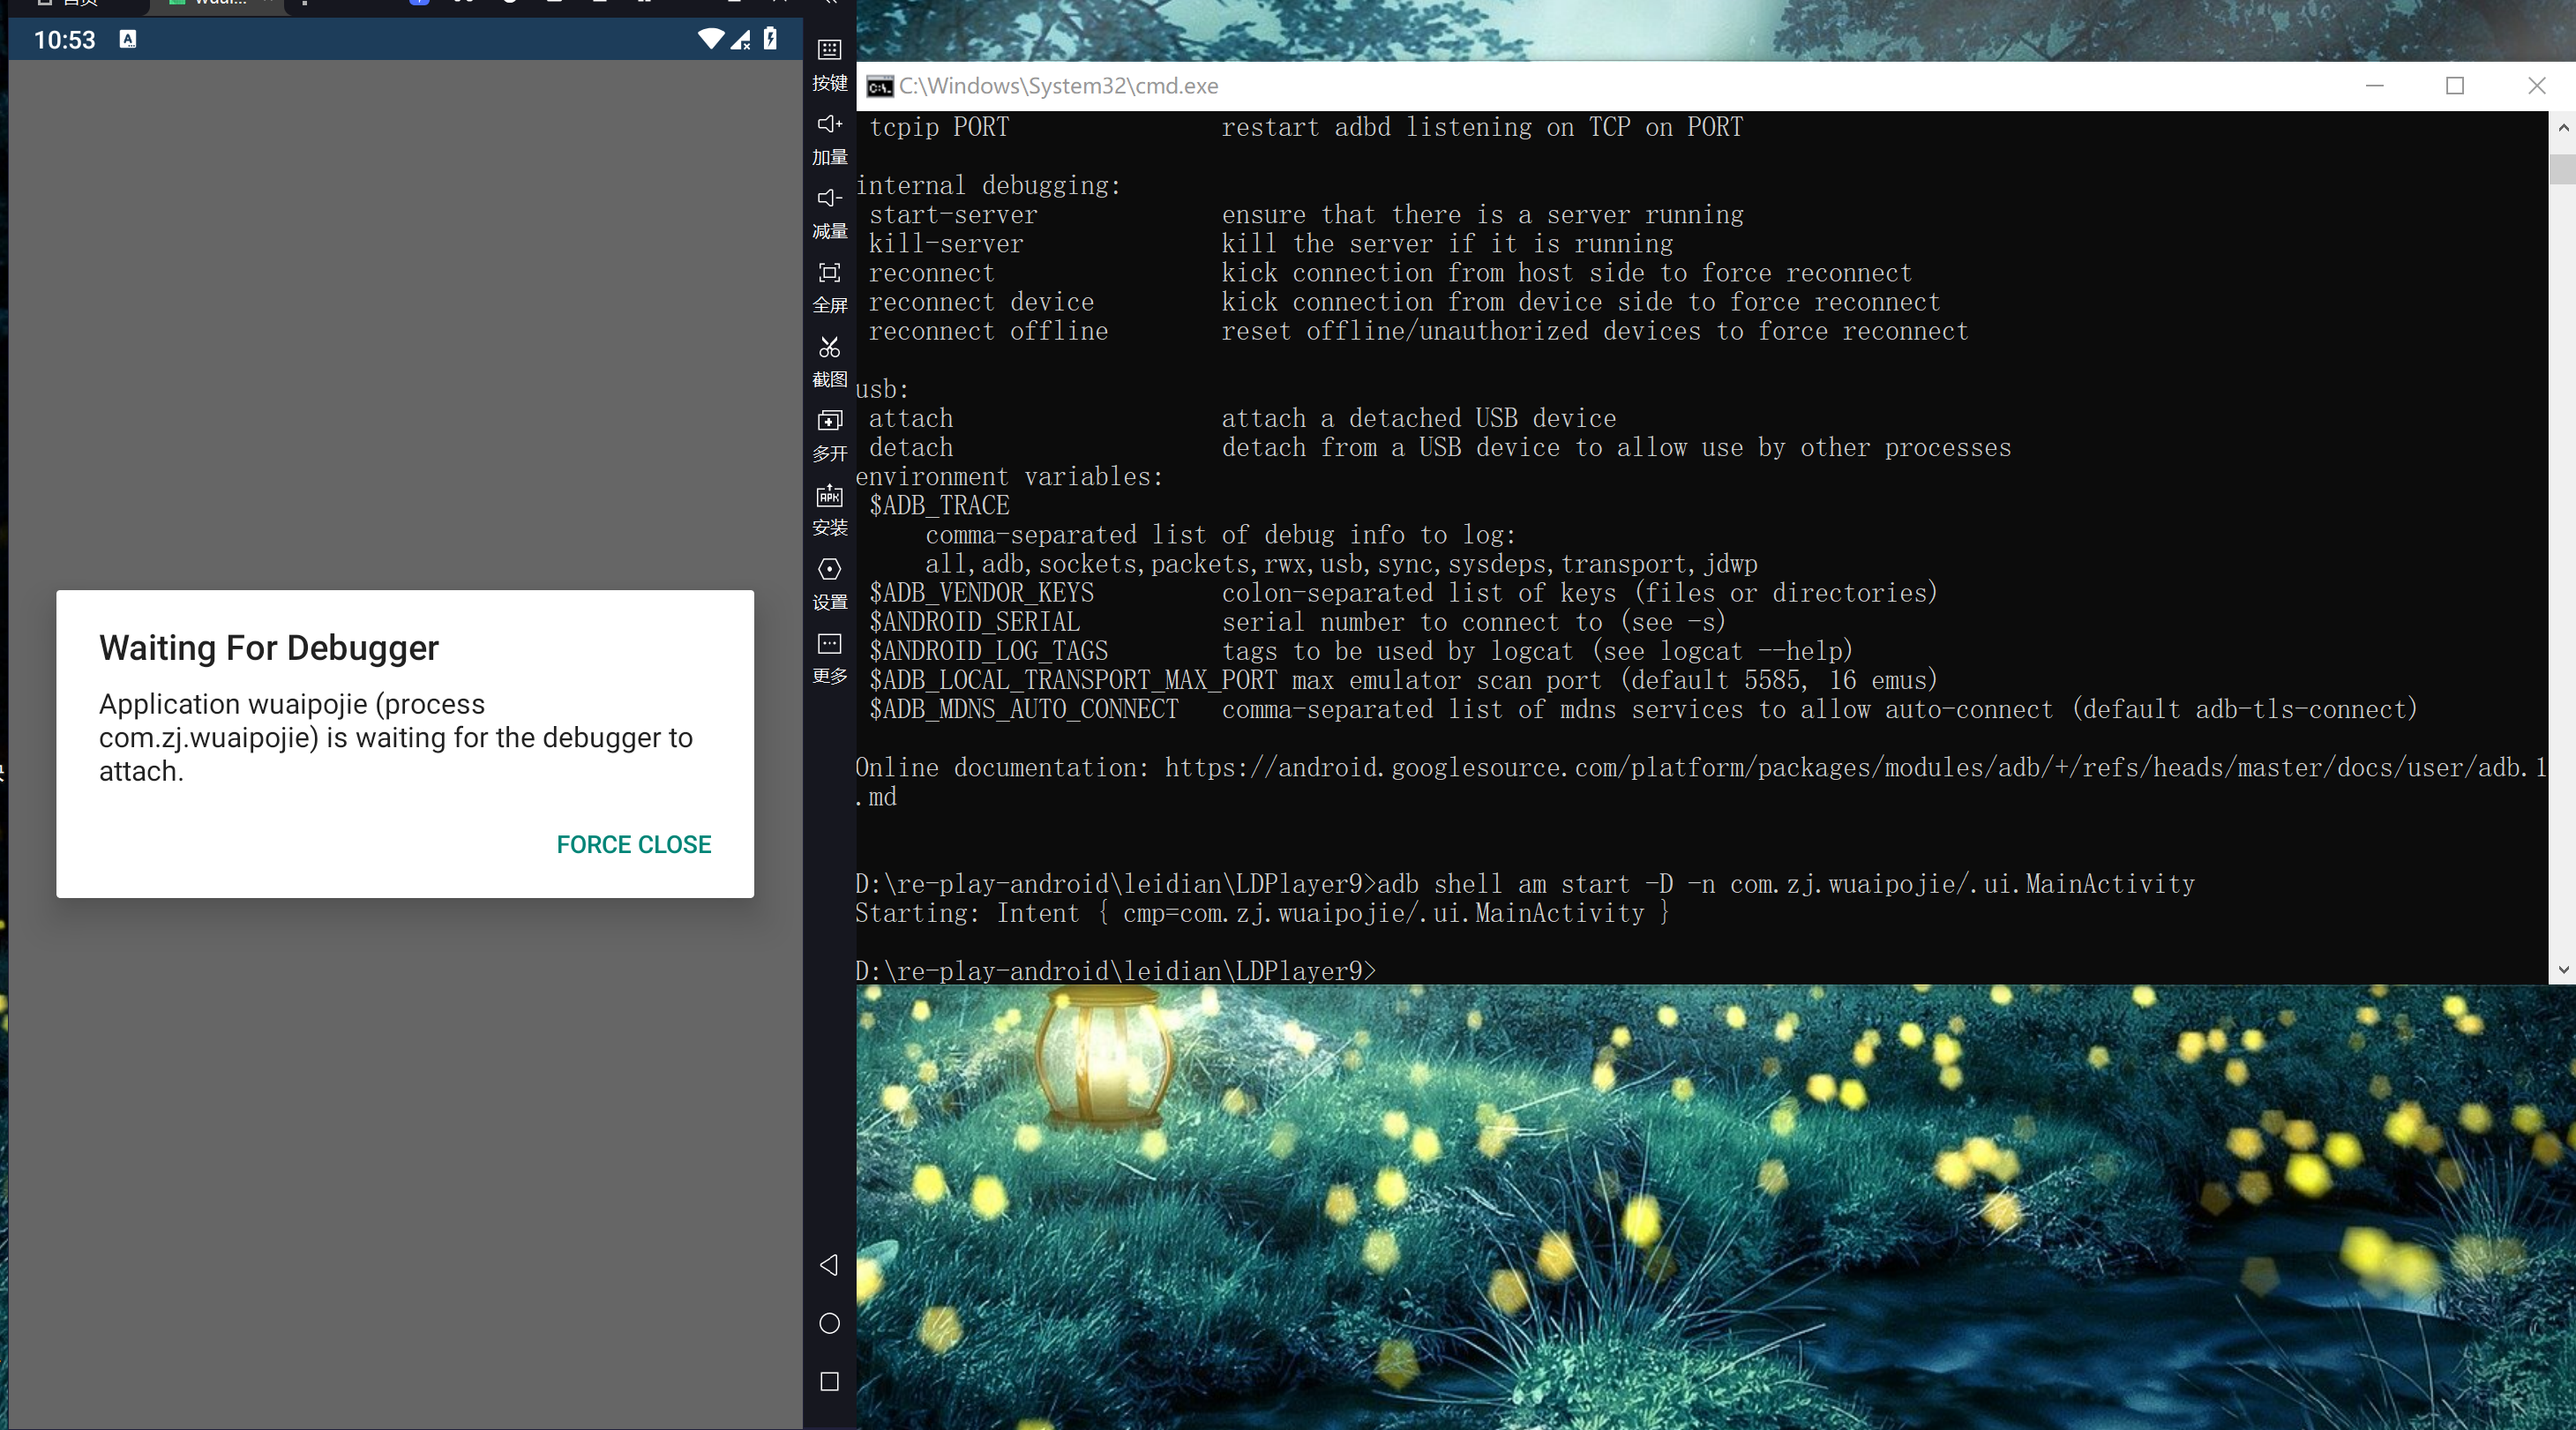 10:53
按键
加量
减量
全屏
截图
多开
APK
安装
设置
更多
Waiting For Debugger
Application wuaipojie (process
com.zj.wuaipojie) is waiting for the debugger to
attach.
FORCE CLOSE
C:\Windows\System32\cmd.exe
tcpip PORT restart adbd listening on TCP on PORT
internal debugging:
start-server ensure that there is a server running
kill-server kill the server if it is running
reconnect kick connection from host side to force reconnect
reconnect device kick connection from device side to force reconnect
reconnect offline reset offline/unauthorized devices to force reconnect
usb:
attach attach a detached USB device
detach detach from a USB device to allow use by other processes
environment variables:
$ADB_TRACE
comma-separated list of debug info to log:
all,adb,sockets,packets,rwx,usb,sync,sysdeps,transport,jdwp
$ADB_VENDOR_KEYS colon-separated list of keys (files or directories)
$ANDROID_SERIAL serial number to connect to (see -s)
$ANDROID_LOG_TAGS tags to be used by logcat (see logcat --help)
$ADB_LOCAL_TRANSPORT_MAX_PORT max emulator scan port (default 5585, 16 emus)
$ADB_MDNS_AUTO_CONNECT comma-separated list of mdns services to allow auto-connect (default adb-tls-connect)
Online documentation: https://android.googlesource.com/platform/packages/modules/adb/+/refs/heads/master/docs/user/adb.1
.md
D:\re-play-android\leidian\LDPlayer9>adb shell am start -D -n com.zj.wuaipojie/.ui.MainActivity
Starting: Intent { cmp=com.zj.wuaipojie/.ui.MainActivity }
D:\re-play-android\leidian\LDPlayer9>